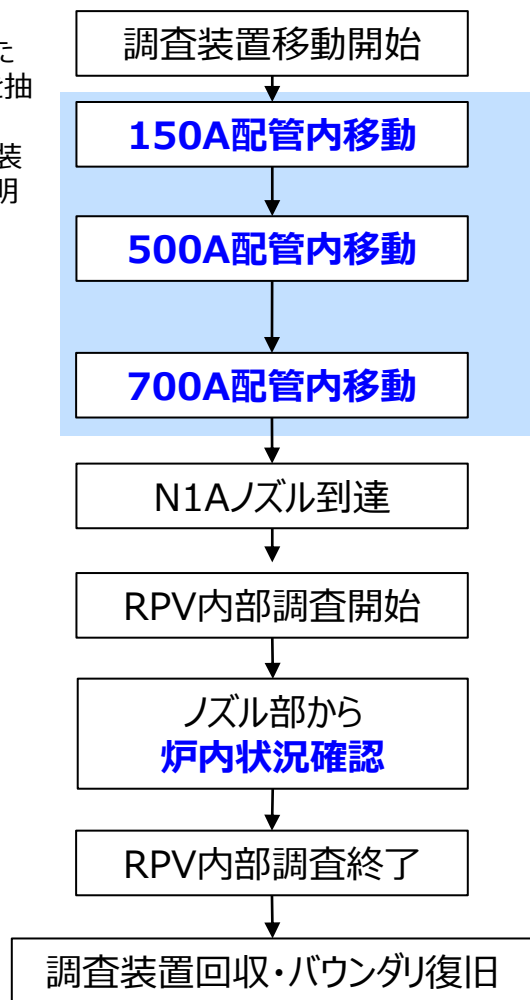 た
抽
装
明
調査装置移動開始
150A配管内移動
500A配管内移動
700A配管内移動
N1Aノズル到達
RPV内部調査開始
ノズル部から
炉内状況確認
RPV内部調査終了
調査装置回収・バウンダリ復旧